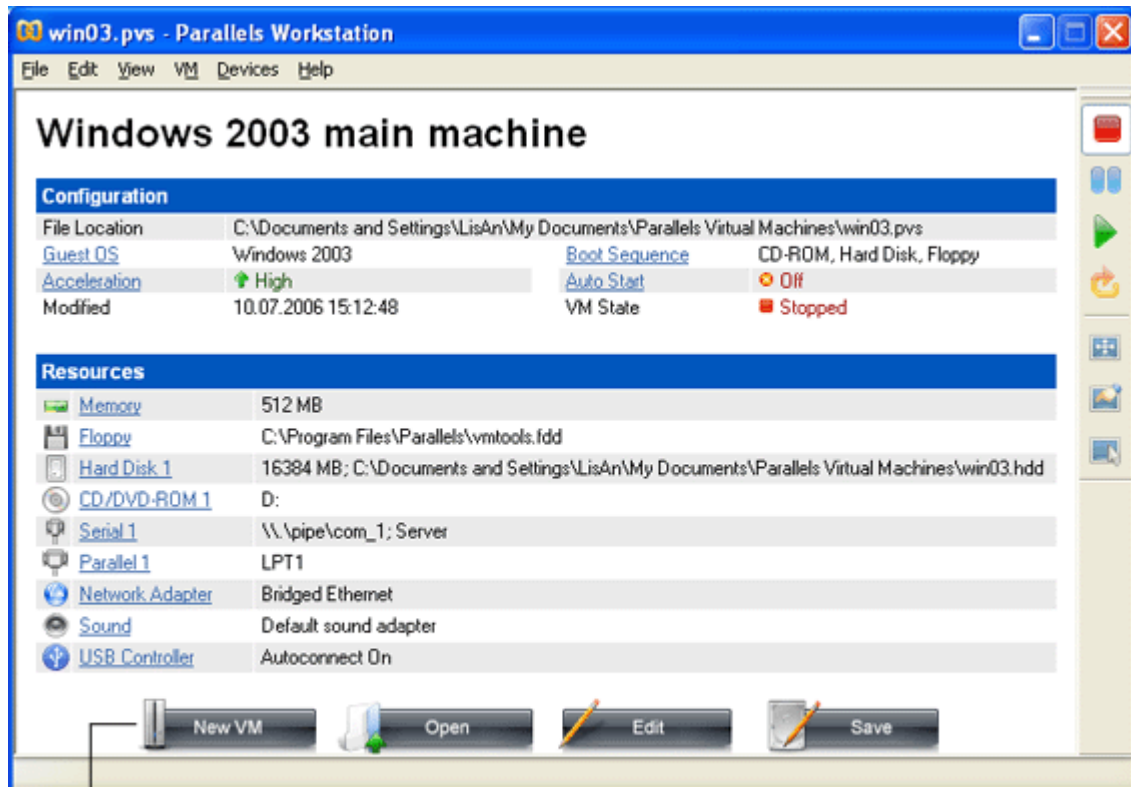 win03.pvs - Parallels Workstation
File Edit View VM Devices Help
Windows 2003 main machine
Configuration
File Location C:\Documents and Settings\LisAn\My Documents\Parallels Virtual Machines\win03.pvs
Guest OS Windows 2003 Boot Sequence CD-ROM, Hard Disk, Floppy
Acceleration High Auto Start Off
Modified 10.07.2006 15:12:48 VM State Stopped
Resources
Memory 512 MB
Floppy C:\Program Files\Parallels\vmtools.fdd
Hard Disk 1 16384 MB; C:\Documents and Settings\LisAn\My Documents\Parallels Virtual Machines\win03.hdd
CD/DVD-ROM 1 D:
Serial 1 \\.\pipe\com_1; Server
Parallel 1 LPT1
Network Adapter Bridged Ethernet
Sound Default sound adapter
USB Controller Autoconnect On
New VM Open Edit Save